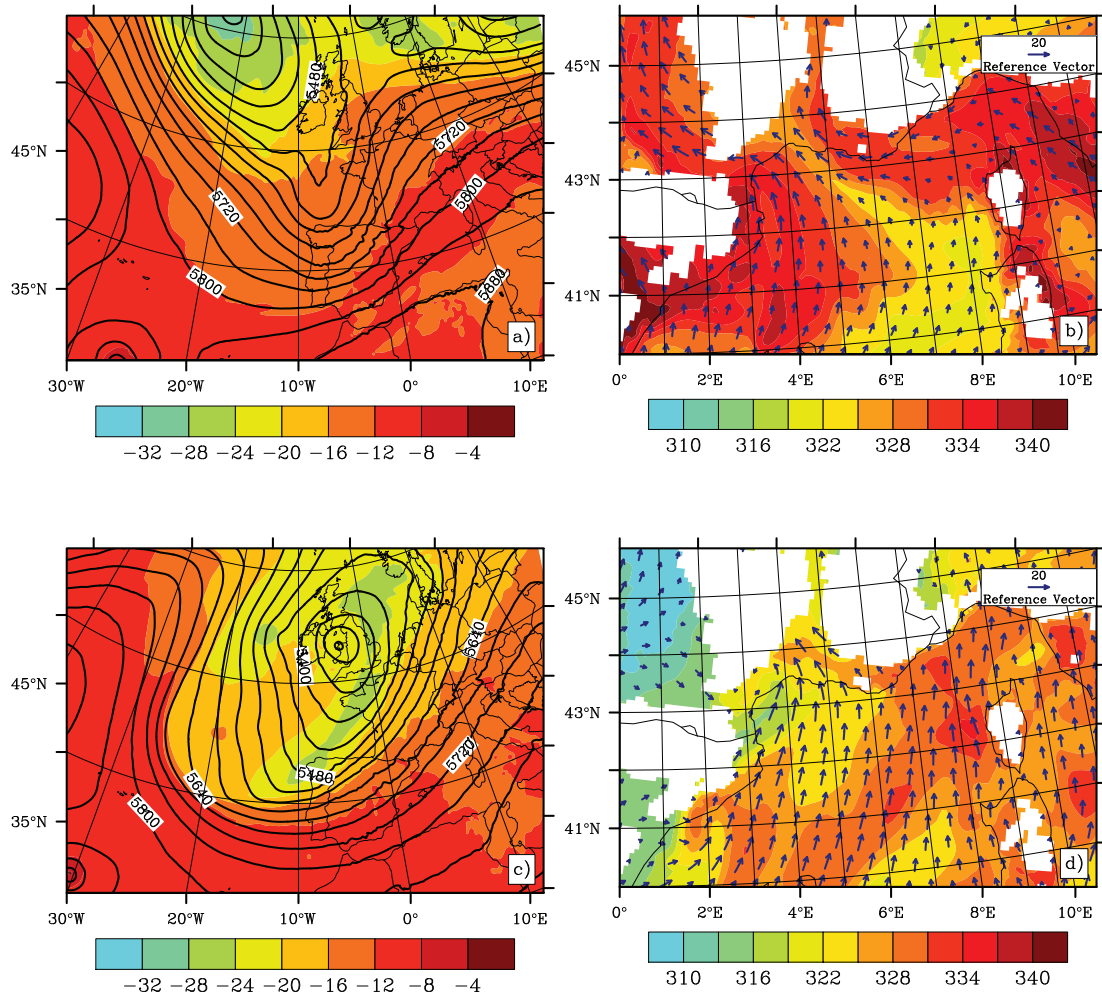 5480
5720
5720
5800
5800
5880
45°N
35°N
a)
30°W 20°W 10°W 0° 10°E
−32 −28 −24 −20 −16 −12 −8 −4
20
Reference Vector
45°N
43°N
41°N
b)
0° 2°E 4°E 6°E 8°E 10°E
310 316 322 328 334 340
5400
5640
5480
5720
5640
5800
45°N
35°N
c)
30°W 20°W 10°W 0° 10°E
−32 −28 −24 −20 −16 −12 −8 −4
20
Reference Vector
45°N
43°N
41°N
d)
0° 2°E 4°E 6°E 8°E 10°E
310 316 322 328 334 340